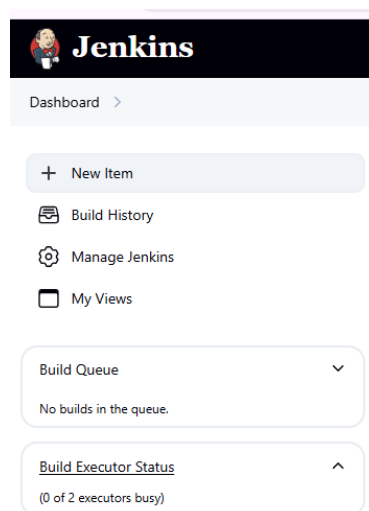 Jenkins
Dashboard
New Item
Build History
Manage Jenkins
My Views
Build Queue
No builds in the queue.
Build Executor Status
(0 of 2 executors busy)